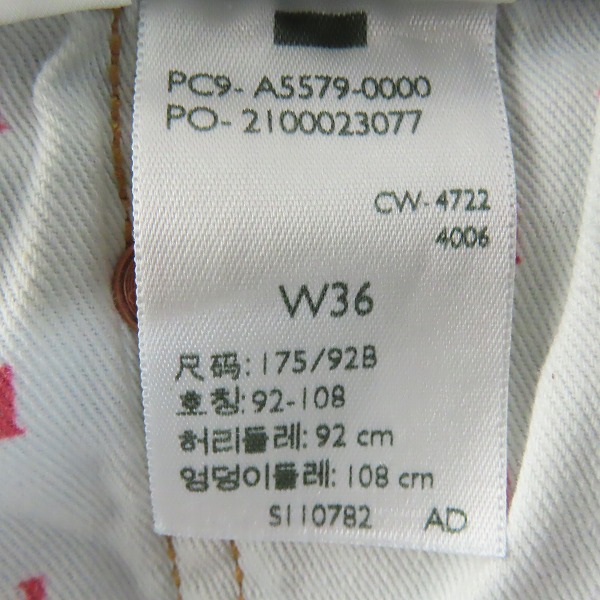 PC9- A5579-0000
PO- 2100023077
CW- 4722
4006
W36
尺码: 175/92B
호칭: 92-108
허리둘레: 92 cm
엉덩이둘레: 108 cm
S110782 AD